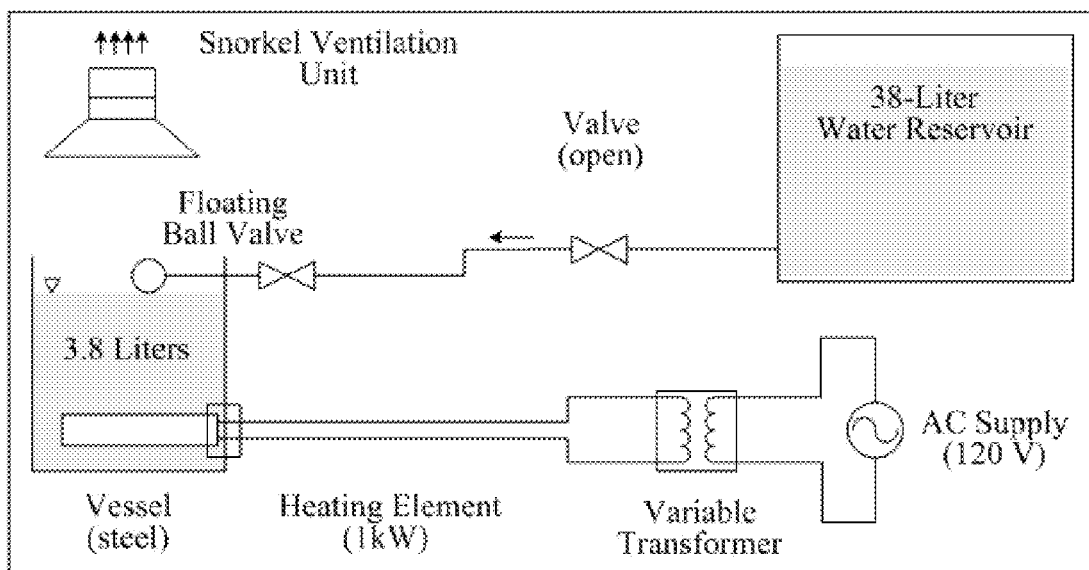 Snorkel Ventilation
Unit
38-Liter
Water Reservoir
Valve
(open)
Floating
Ball Valve
3.8 Liters
AC Supply
(120 V)
Vessel
(steel)
Heating Element
(1kW)
Variable
Transformer